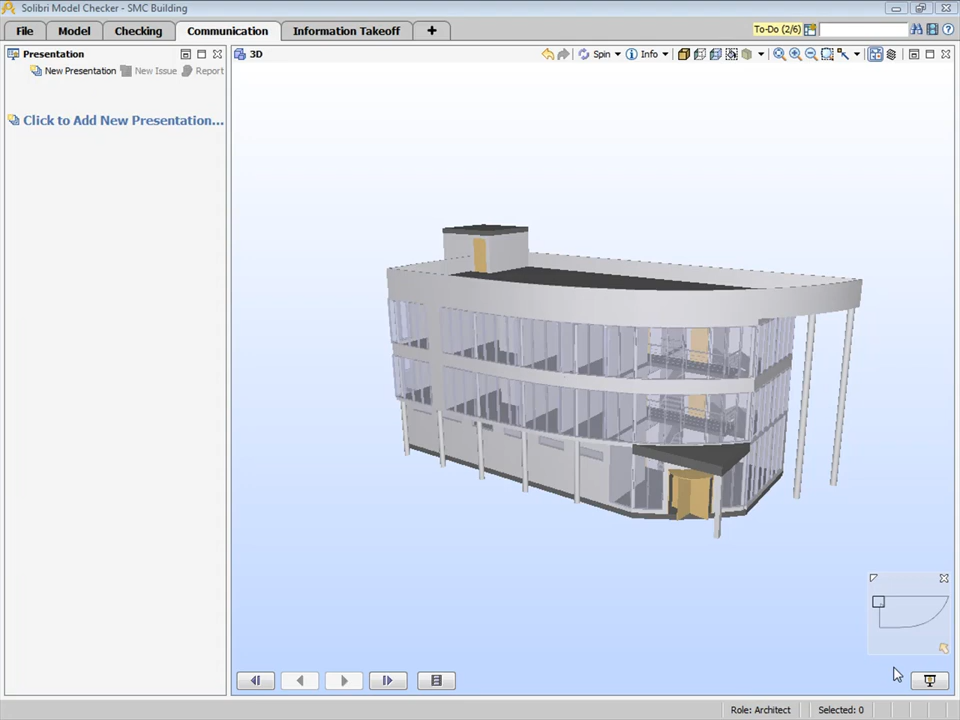 Solibri Model Checker - SMC Building
File Model Checking Communication Information Takeoff + To-Do (2/6)
Presentation 3D Spin Info
New Presentation New Issue Report
Click to Add New Presentation...
Role: Architect Selected: 0